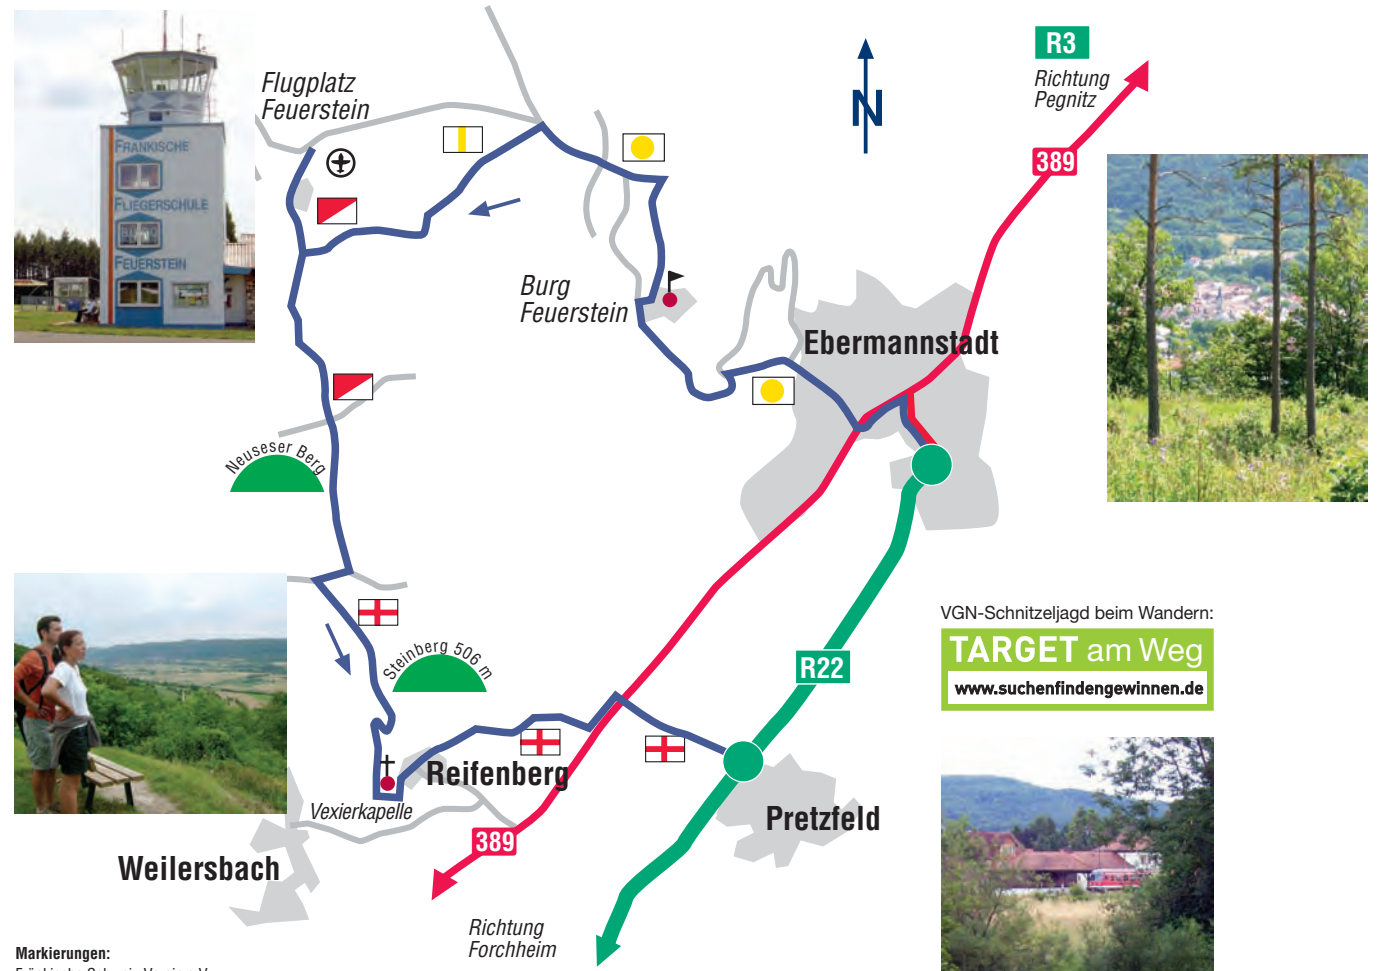 R3
Richtung
Pegnitz
N
389
Flugplatz
Feuerstein
FRÄNKISCHE
FLIEGERSCHULE
FEUERSTEIN
Burg
Feuerstein
Ebermannstadt
Neuseser Berg
Steinberg 506 m
R22
VGN-Schnitzeljagd beim Wandern:
TARGET am Weg
www.suchenfindengewinnen.de
Reifenberg
Vexierkapelle
Pretzfeld
389
Weilersbach
Richtung
Forchheim
Markierungen: